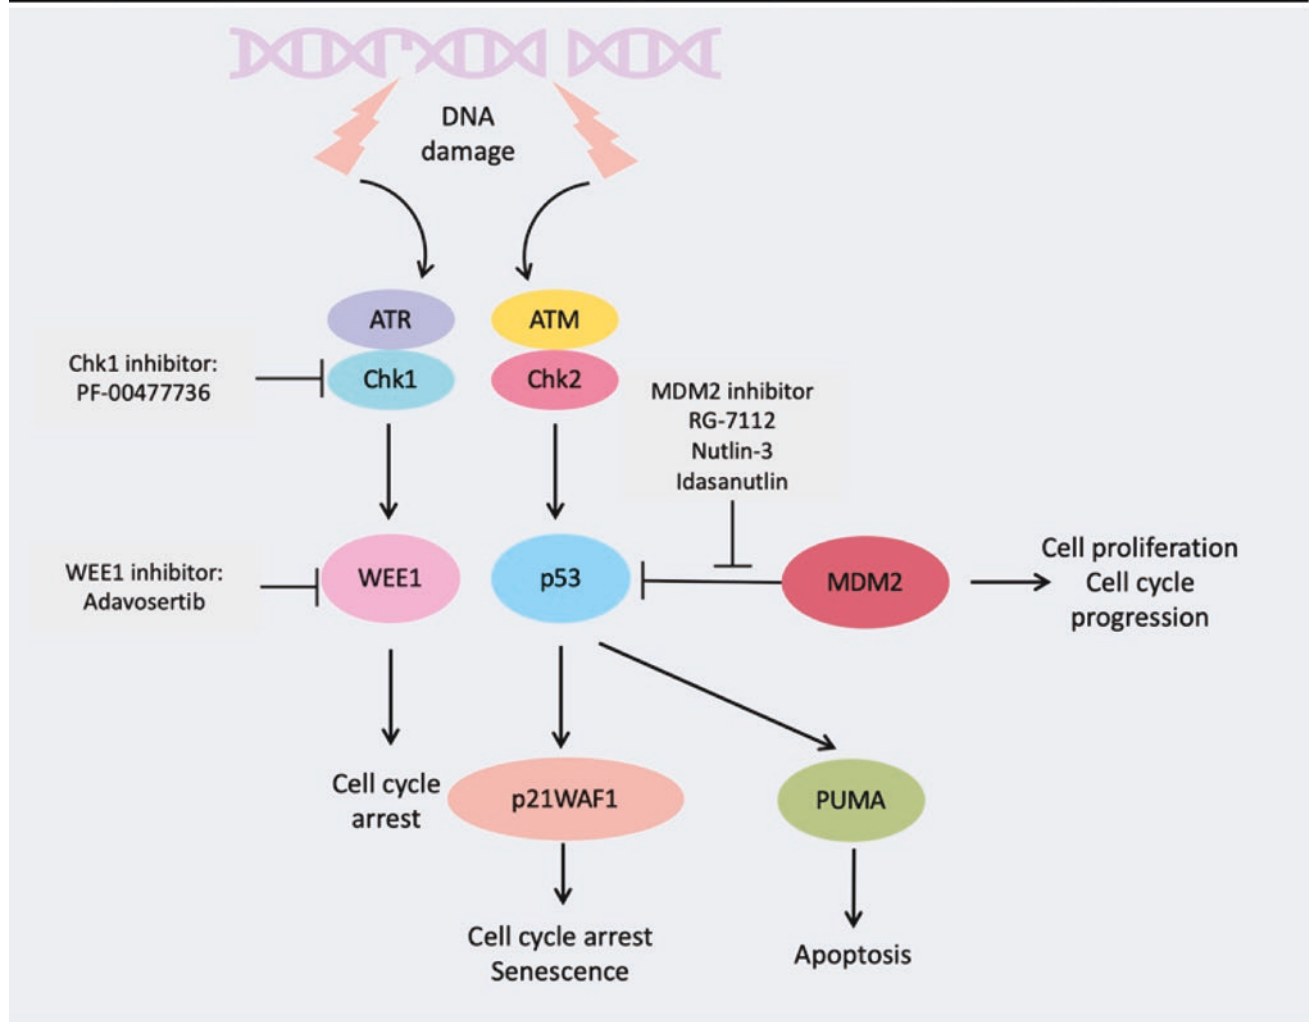 DNA
damage
ATR
ATM
Chk1 inhibitor:
PF-00477736
Chk1
Chk2
MDM2 inhibitor
RG-7112
Nutlin-3
Idasanutlin
WEE1 inhibitor:
Adavosertib
WEE1
p53
MDM2
Cell proliferation
Cell cycle
progression
Cell cycle
arrest
p21WAF1
PUMA
Cell cycle arrest
Senescence
Apoptosis